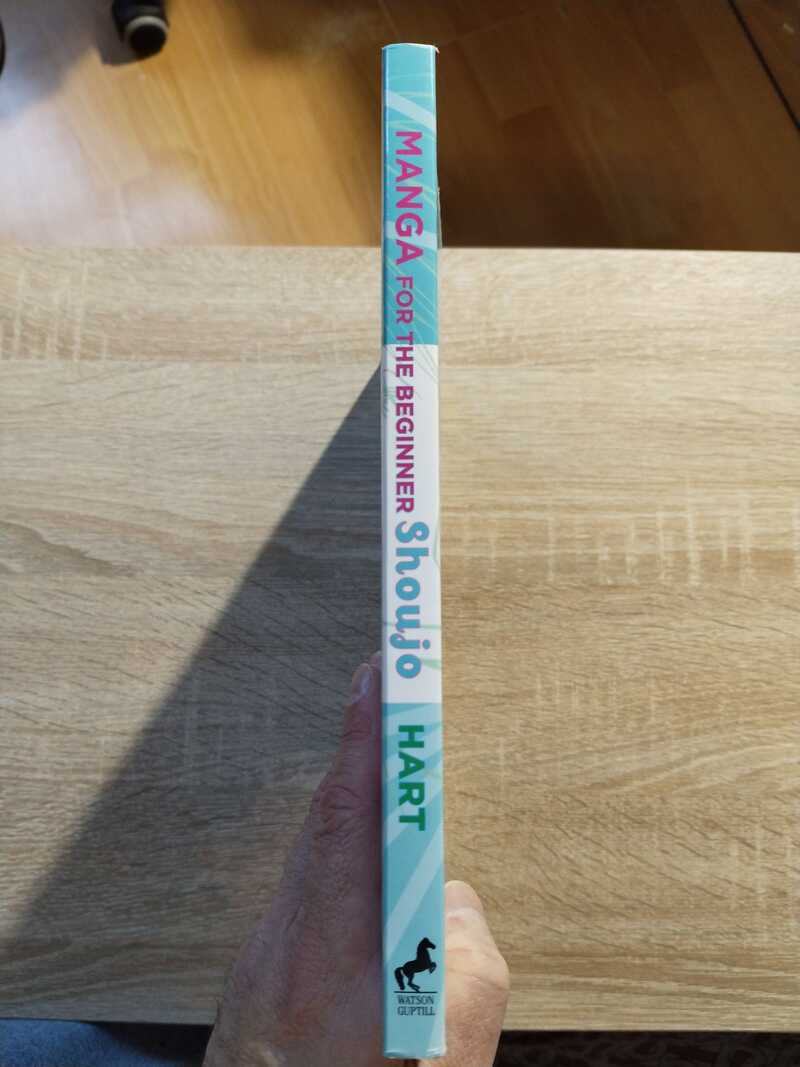 MANGA FOR THE BEGINNER Shoujo
HART
WATSON
GUPTILL